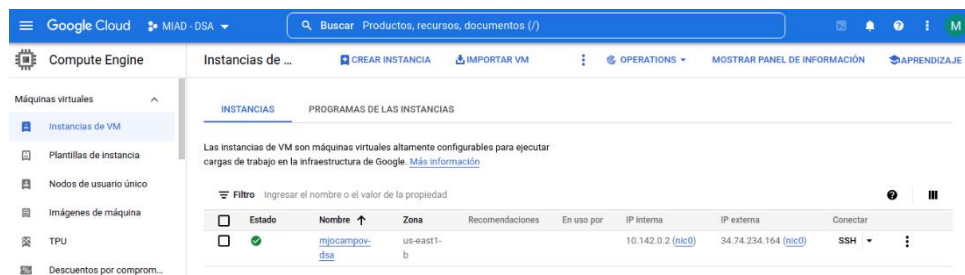 Google Cloud MIAD - DSA Buscar Productos, recursos, documentos (/) M
Compute Engine Instancias de ... CREAR INSTANCIA IMPORTAR VM OPERATIONS MOSTRAR PANEL DE INFORMACIÓN APRENDIZAJE
Máquinas virtuales
INSTANCIAS PROGRAMAS DE LAS INSTANCIAS
Instancias de VM
Las instancias de VM son máquinas virtuales altamente configurables para ejecutar
Plantillas de instancia
cargas de trabajo en la infraestructura de Google. Más información
Nodos de usuario único
Filtro Ingresar el nombre o el valor de la propiedad
Imágenes de máquina
Estado Nombre Zona Recomendaciones En uso por IP interna IP externa Conectar
TPU
mjocampov- us-east1- 10.142.0.2 (nic0) 34.74.234.164 (nic0) SSH
dsa b
Descuentos por comprom...